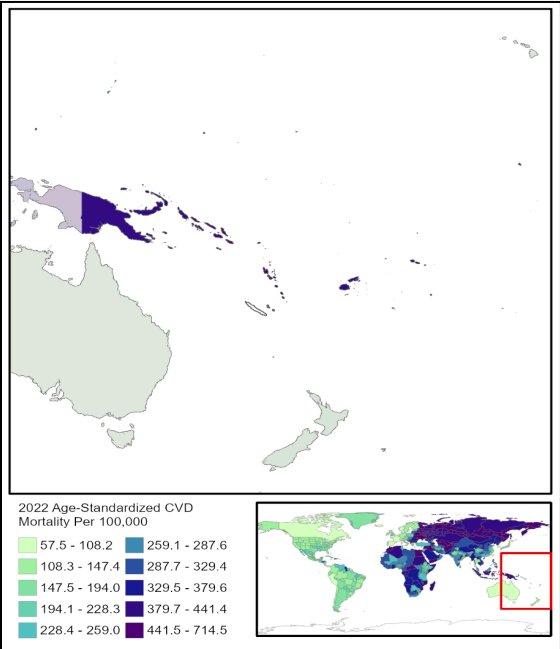 2022 Age-Standardized CVD
Mortality Per 100,000
57.5 - 108.2
108.3 - 147.4
147.5 - 194.0
194.1 - 228.3
228.4 - 259.0
259.1 - 287.6
287.7 - 329.4
329.5 - 379.6
379.7 - 441.4
441.5 - 714.5